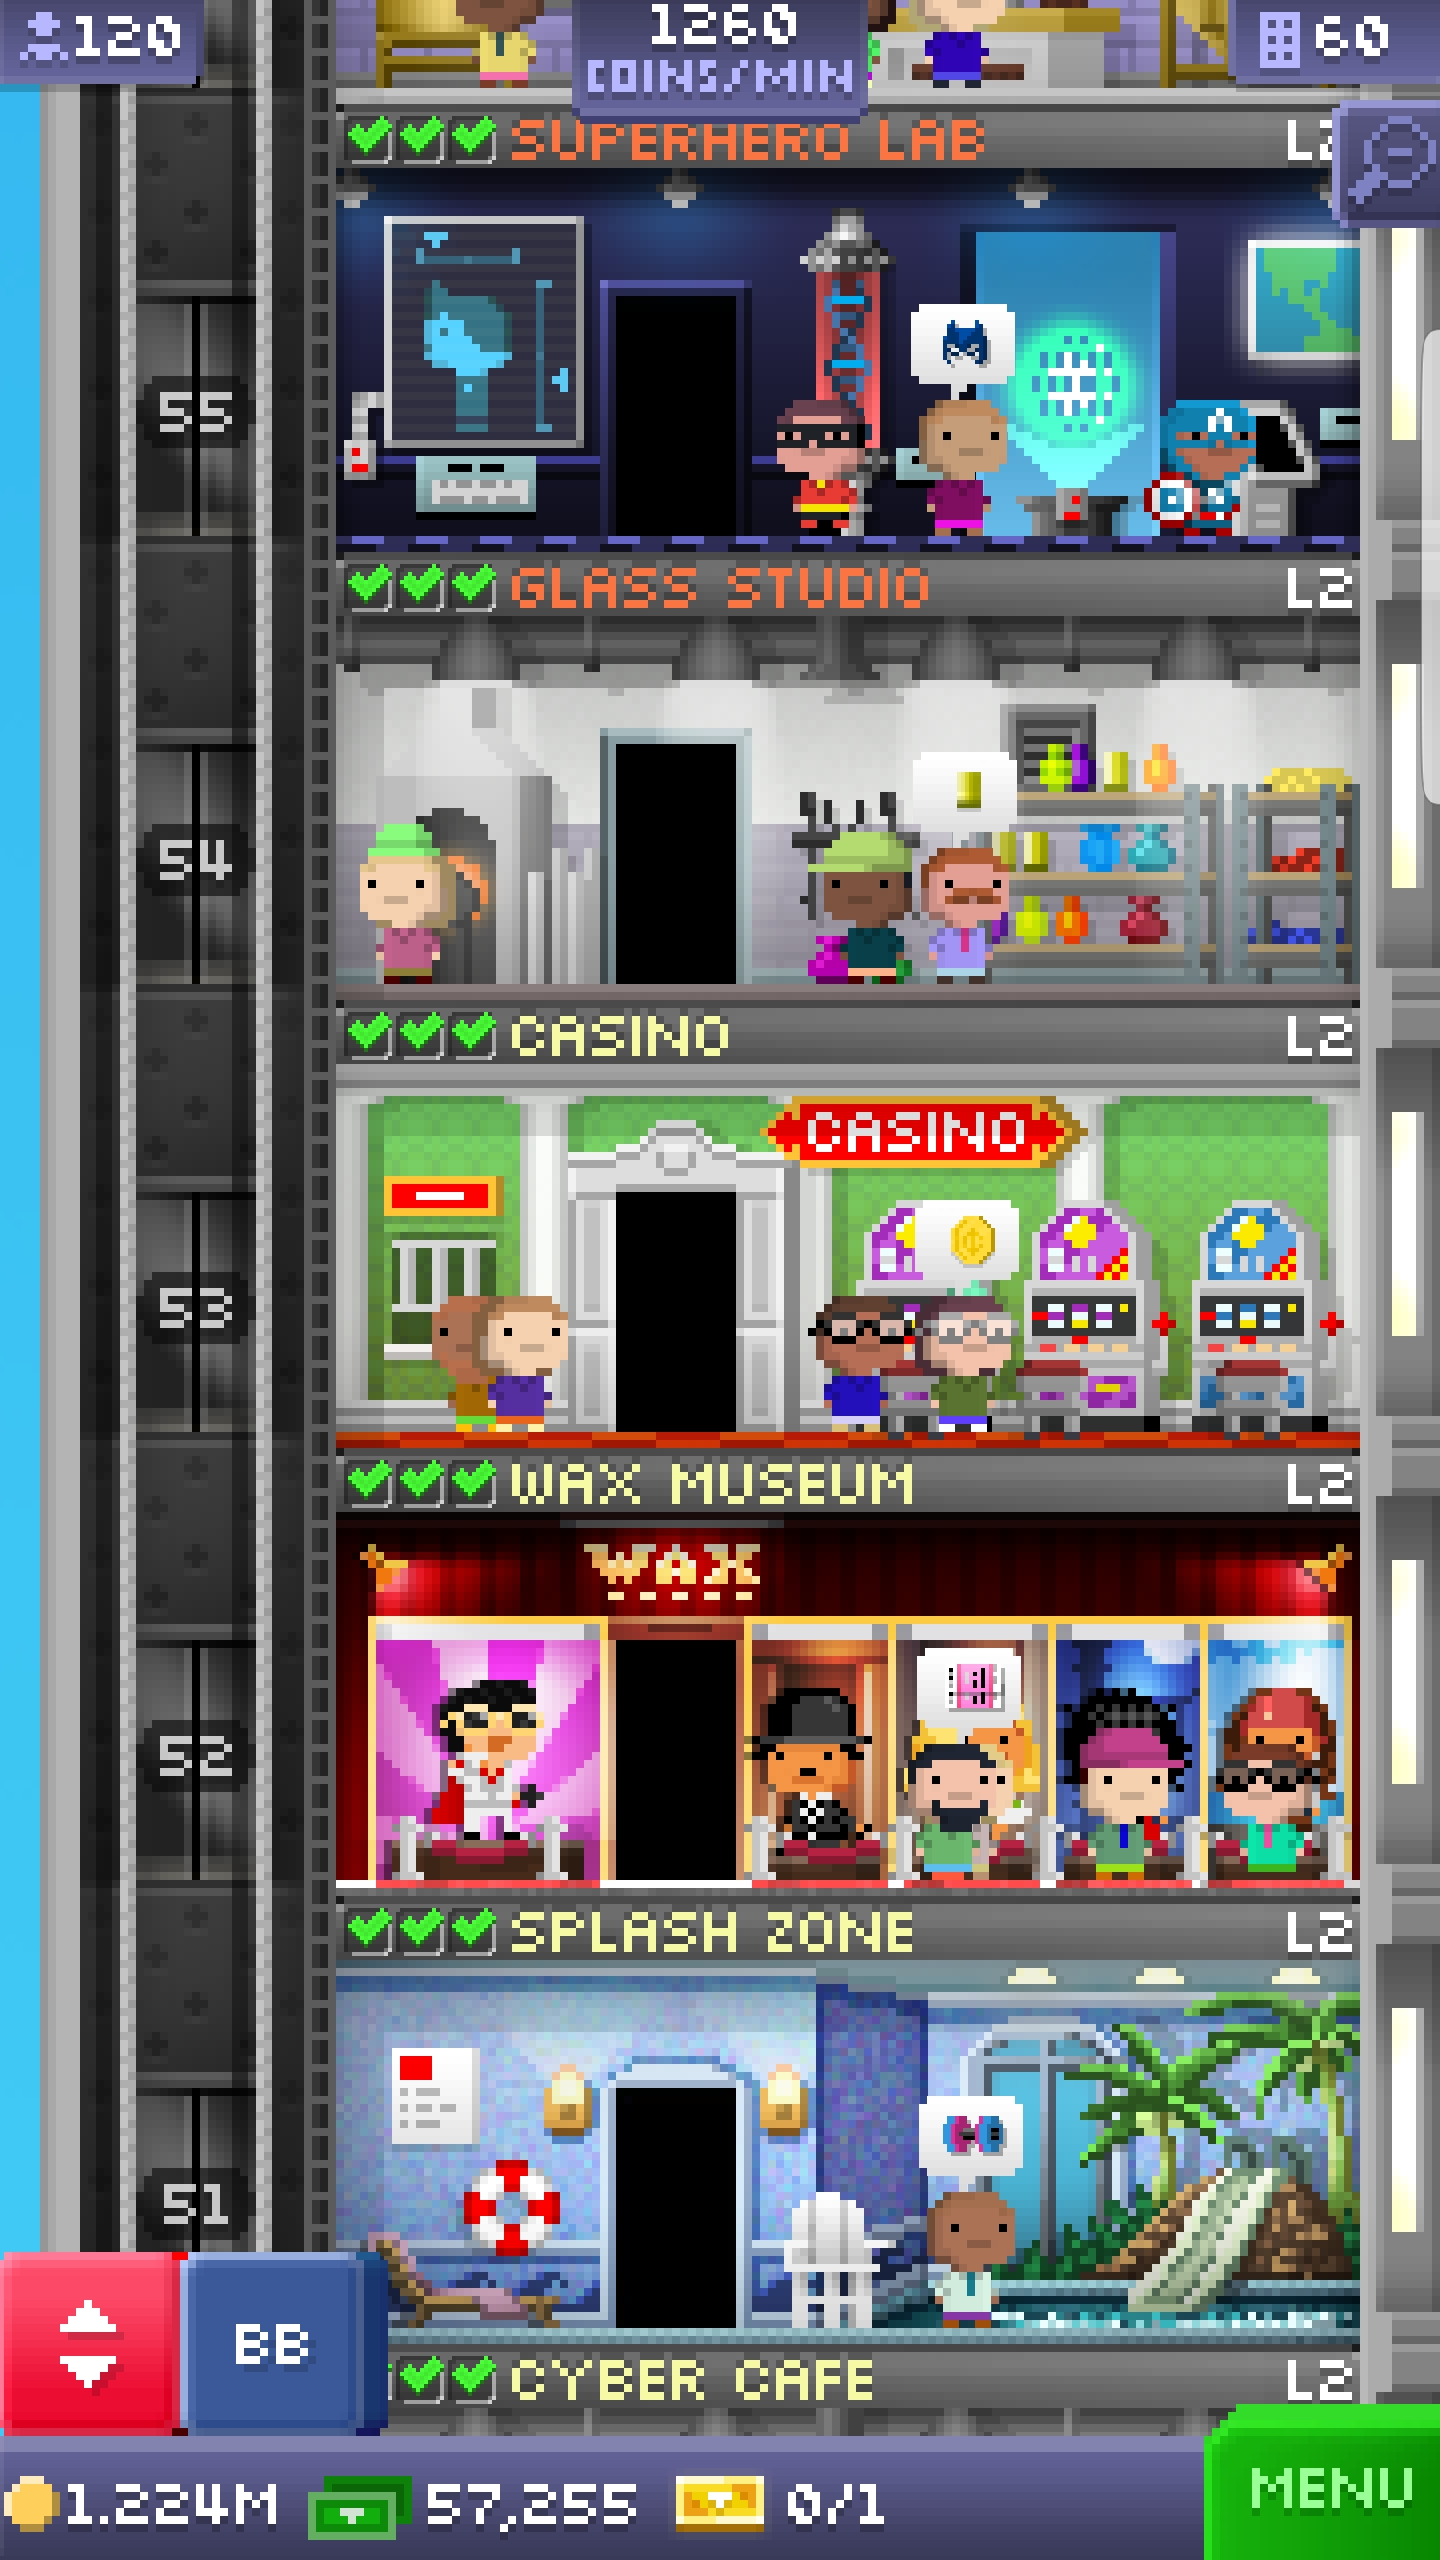 120
1260
COINS/MIN
60
SUPERHERO LAB
L2
55
GLASS STUDIO
L2
54
CASINO
L2
CASINO
53
WAX MUSEUM
L2
WAX
52
SPLASH ZONE
L2
51
BB
CYBER CAFE
L2
1.224M
57,255
0/1
MENU